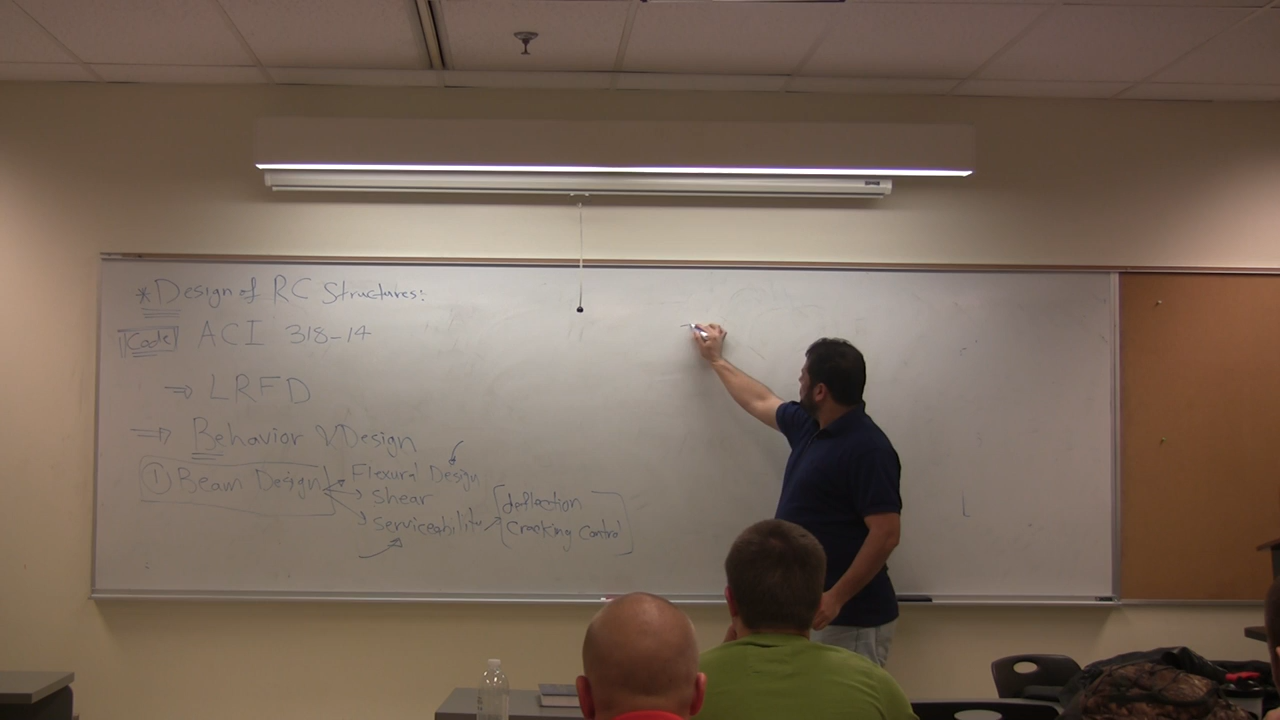 *Design of RC Structures:
Code ACI 318-14
⇒ LRFD
⇒ Behavior & Design
① Beam Design → Flexural Design
→ Shear
→ Serviceability → deflection
Cracking Control